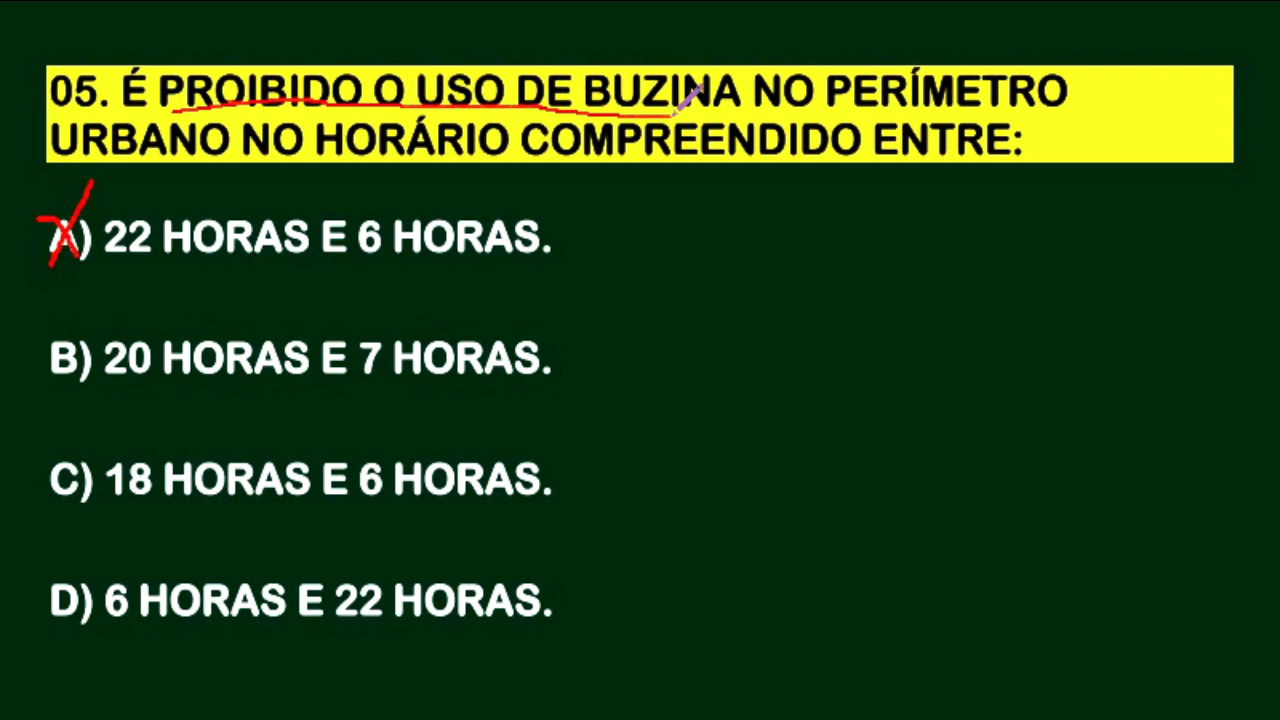 05. É PROIBIDO O USO DE BUZINA NO PERÍMETRO
URBANO NO HORÁRIO COMPREENDIDO ENTRE:
A) 22 HORAS E 6 HORAS.
B) 20 HORAS E 7 HORAS.
C) 18 HORAS E 6 HORAS.
D) 6 HORAS E 22 HORAS.